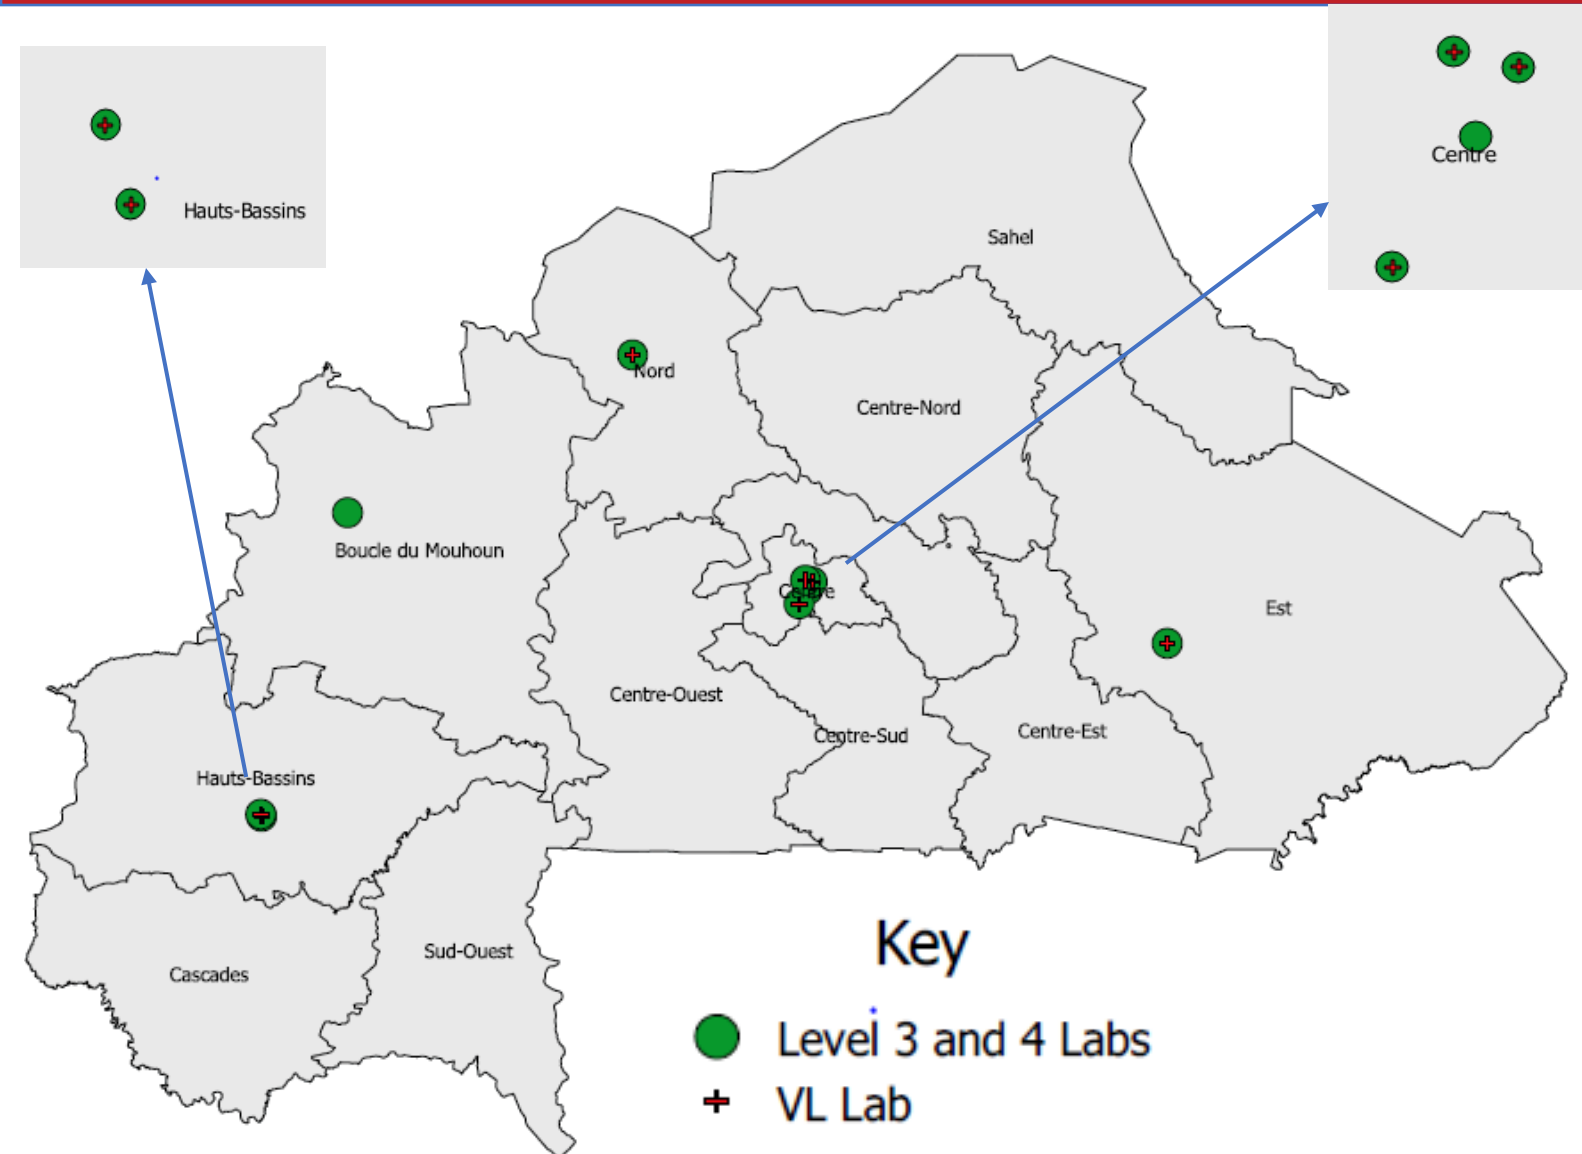 Hauts-Bassins
Centre
Sahel
Nord
Centre-Nord
Boucle du Mouhoun
Centre
Est
Centre-Ouest
Centre-Sud
Centre-Est
Hauts-Bassins
Sud-Ouest
Cascades
Key
Level 3 and 4 Labs
VL Lab